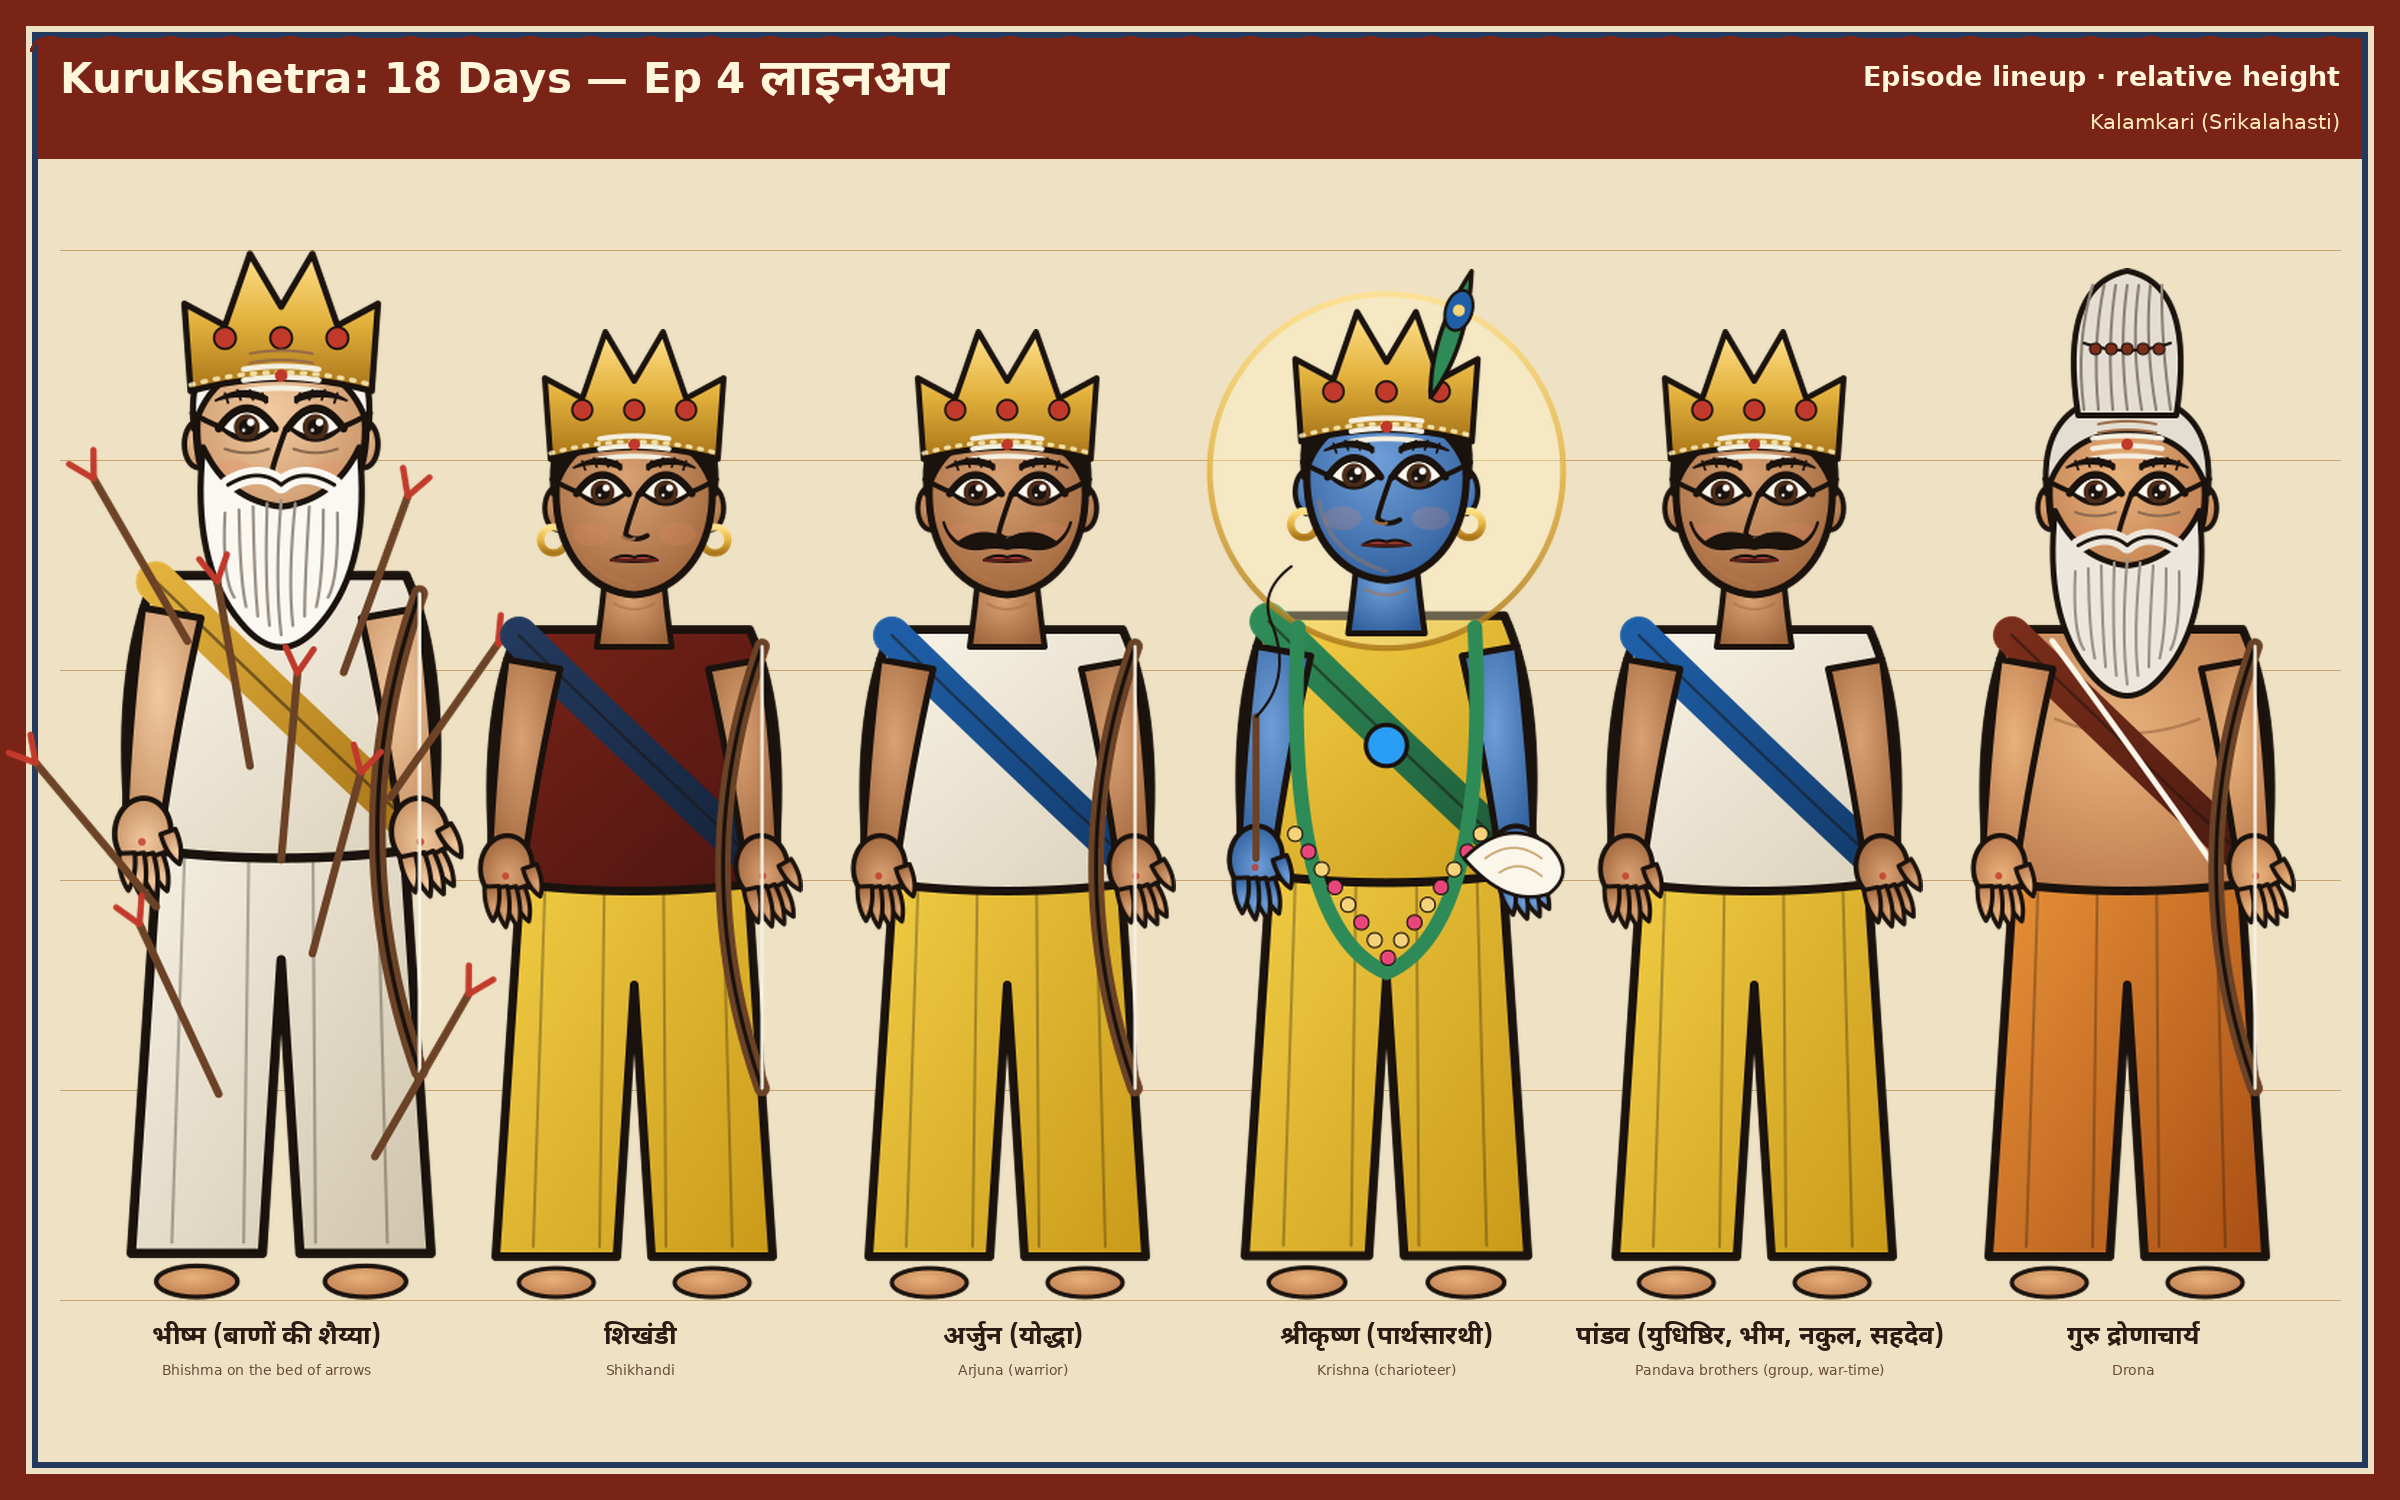 Kurukshetra: 18 Days — Ep 4 लाइनअप
Episode lineup · relative height
Kalamkari (Srikalahasti)
भीष्म (बाणों की शैय्या)
Bhishma on the bed of arrows
शिखंडी
Shikhandi
अर्जुन (योद्धा)
Arjuna (warrior)
श्रीकृष्ण (पार्थसारथी)
Krishna (charioteer)
पांडव (युधिष्ठिर, भीम, नकुल, सहदेव)
Pandava brothers (group, war-time)
गुरु द्रोणाचार्य
Drona